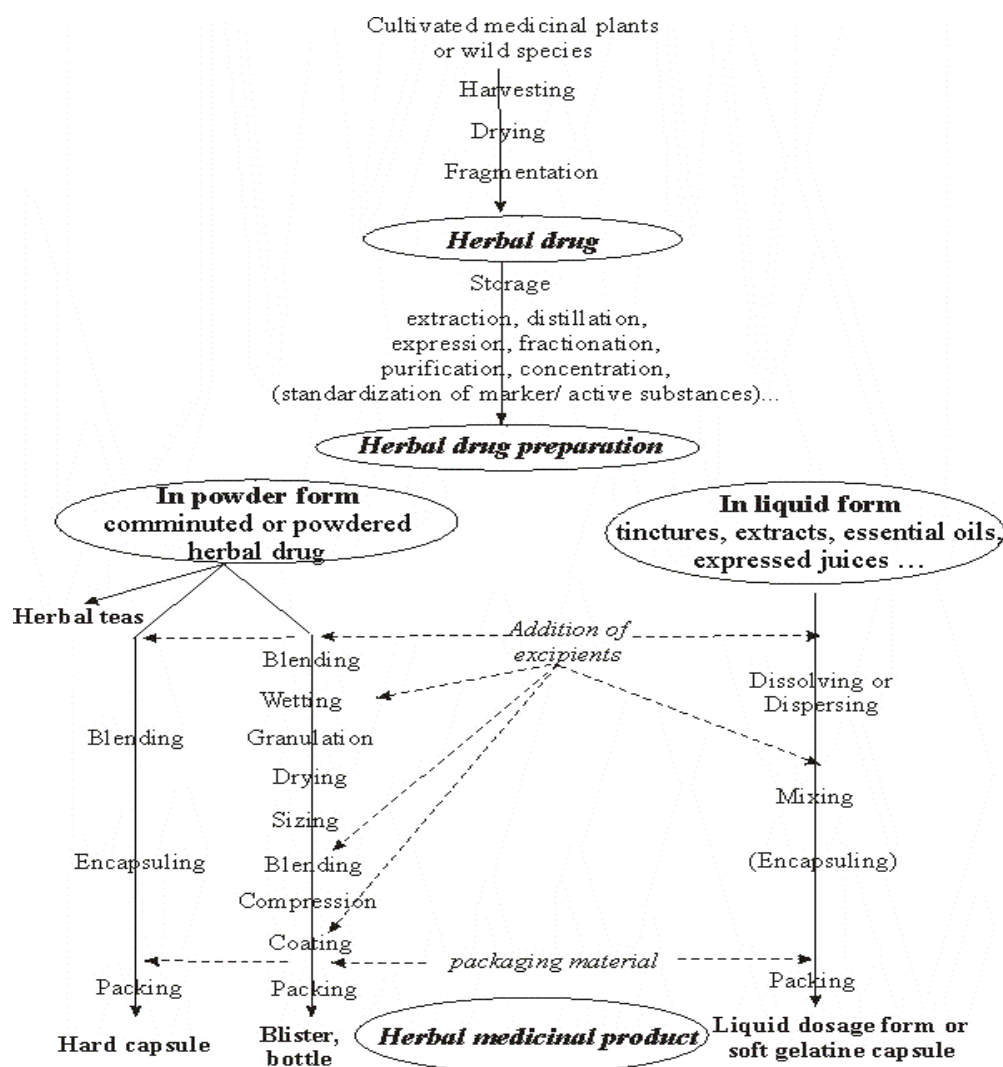 Cultivated medicinal plants
or wild species
Harvesting
Drying
Fragmentation
Herbal drug
Storage
extraction, distillation,
expression, fractionation,
purification, concentration,
(standardization of marker/ active substances)...
Herbal drug preparation
In powder form
comminuted or powdered
herbal drug
In liquid form
tinctures, extracts, essential oils,
expressed juices ...
Herbal teas
Blending
Encapsuling
Packing
Hard capsule
Blending
Wetting
Granulation
Drying
Sizing
Blending
Compression
Coating
Packing
Blister,
bottle
Addition of
excipients
packaging material
Herbal medicinal product
Dissolving or
Dispersing
Mixing
(Encapsuling)
Packing
Liquid dosage form or
soft gelatine capsule